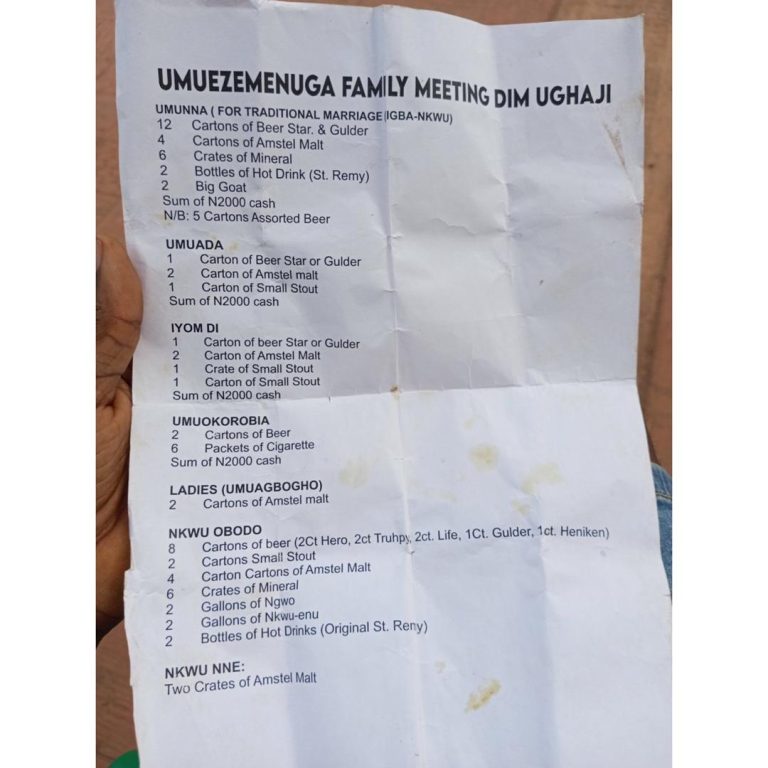 UMUEZEMENUGA FAMILY MEETING DIM UGHAJI
UMUNNA ( FOR TRADITIONAL MARRIAGE IGBA-NKWU)
12 Cartons of Beer Star. & Gulder
4 Cartons of Amstel Malt
6 Crates of Mineral
2 Bottles of Hot Drink (St. Remy)
2 Big Goat
Sum of N2000 cash
N/B: 5 Cartons Assorted Beer
UMUADA
1 Carton of Beer Star or Gulder
2 Carton of Amstel malt
1 Carton of Small Stout
Sum of N2000 cash
IYOM DI
1 Carton of beer Star or Gulder
2 Carton of Amstel Malt
1 Crate of Small Stout
1 Carton of Small Stout
Sum of N2000 cash
UMUOKOROBIA
2 Cartons of Beer
6 Packets of Cigarette
Sum of N2000 cash
LADIES (UMUAGBOGHO)
2 Cartons of Amstel malt
NKWU OBODO
8 Cartons of beer (2Ct Hero, 2ct Truhpy, 2ct. Life, 1Ct. Gulder, 1ct. Heniken)
2 Cartons Small Stout
4 Carton Cartons of Amstel Malt
6 Crates of Mineral
2 Gallons of Ngwo
2 Gallons of Nkwu-enu
2 Bottles of Hot Drinks (Original St. Reny)
NKWU NNE:
Two Crates of Amstel Malt